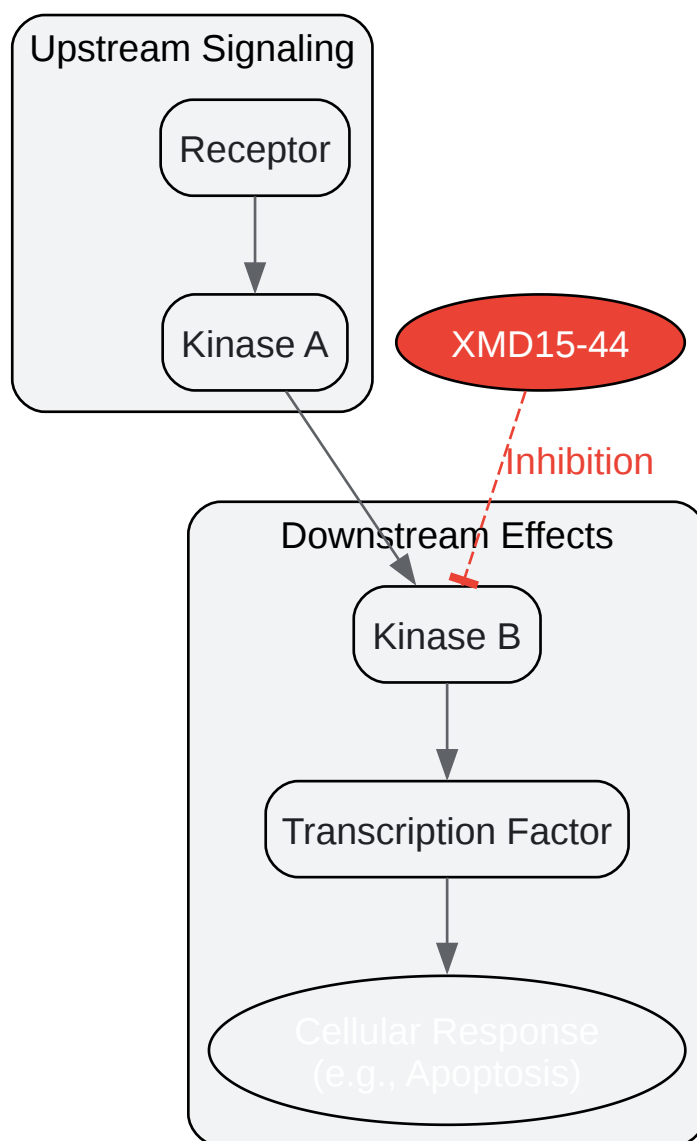 Upstream Signaling
Receptor
Kinase A
XMD15-44
Inhibition
Downstream Effects
Kinase B
Transcription Factor
Cellular Response
(e.g., Apoptosis)